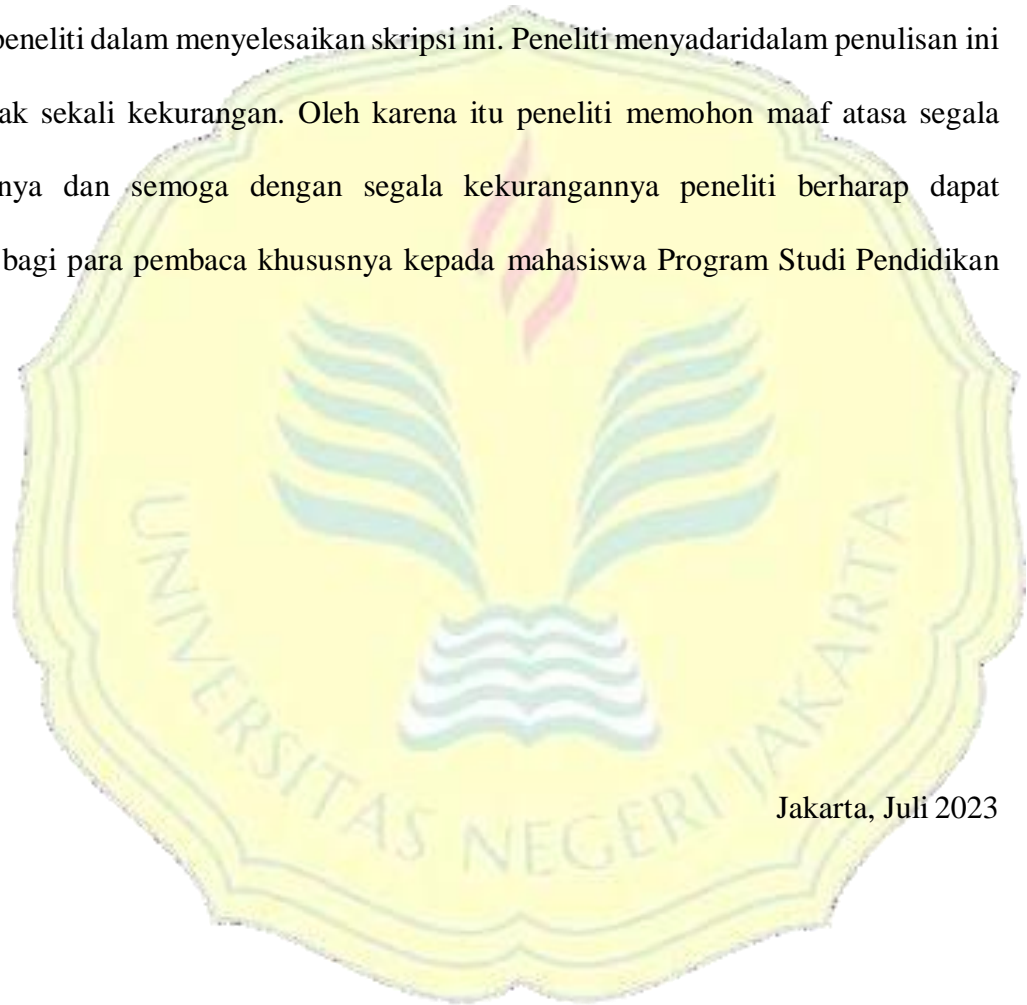 peneliti dalam menyelesaikan skripsi ini. Peneliti menyadaridalam penulisan ini
ak sekali kekurangan. Oleh karena itu peneliti memohon maaf atasa segala
nya dan semoga dengan segala kekurangannya peneliti berharap dapat
bagi para pembaca khususnya kepada mahasiswa Program Studi Pendidikan
UNIVERSITAS NEGERI JAKARTA
Jakarta, Juli 2023